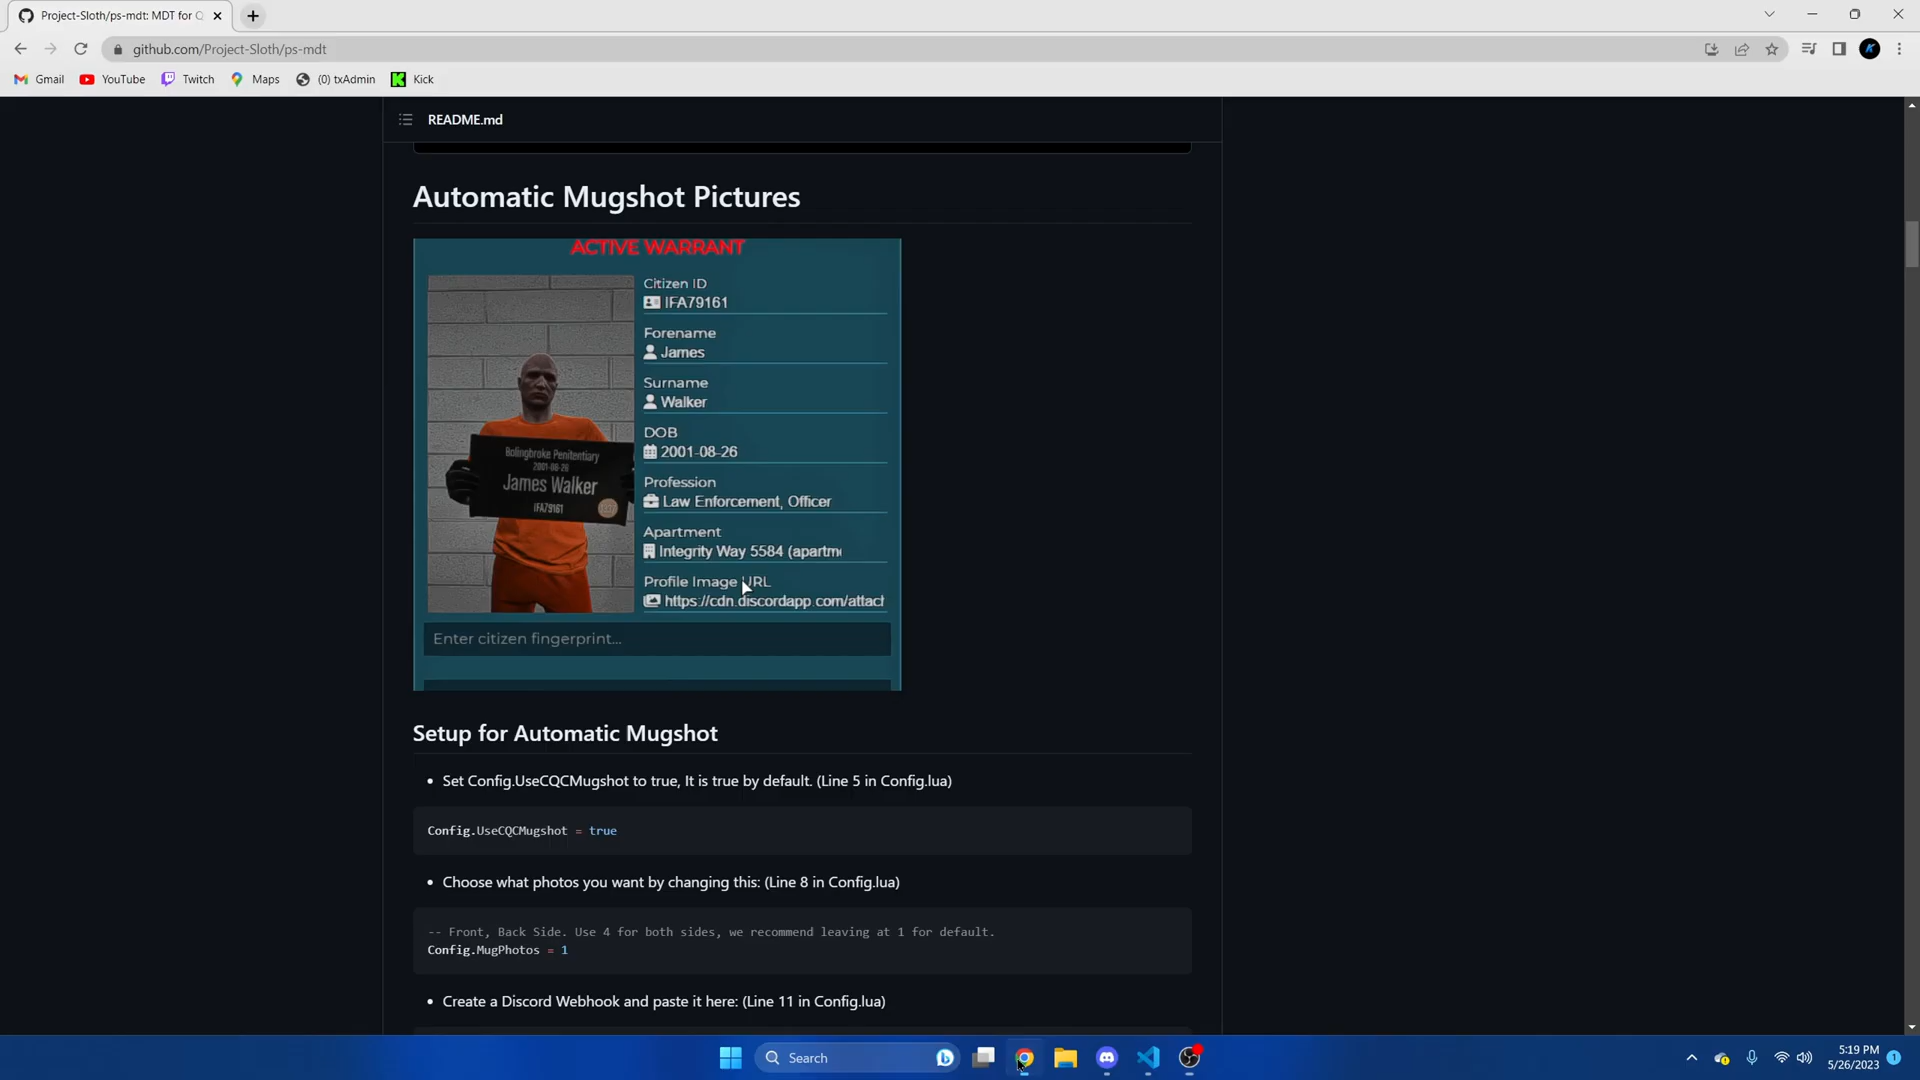 Project-Sloth/ps-mdt: MDT for Q
github.com/Project-Sloth/ps-mdt
Gmail YouTube Twitch Maps (0) txAdmin Kick
README.md
Automatic Mugshot Pictures
ACTIVE WARRANT
Citizen ID
IFA79161
Forename
James
Surname
Walker
DOB
2001-08-26
Profession
Law Enforcement, Officer
Apartment
Integrity Way 5584 (apartme
Profile Image URL
https://cdn.discordapp.com/attach
Bolingbroke Penitentiary
2001-08-26
James Walker
IFA79161
Enter citizen fingerprint...
Setup for Automatic Mugshot
Set Config.UseCQCMugshot to true, It is true by default. (Line 5 in Config.lua)
Config.UseCQCMugshot = true
Choose what photos you want by changing this: (Line 8 in Config.lua)
-- Front, Back Side. Use 4 for both sides, we recommend leaving at 1 for default.
Config.MugPhotos = 1
Create a Discord Webhook and paste it here: (Line 11 in Config.lua)
Search
5:19 PM
5/26/2023
1